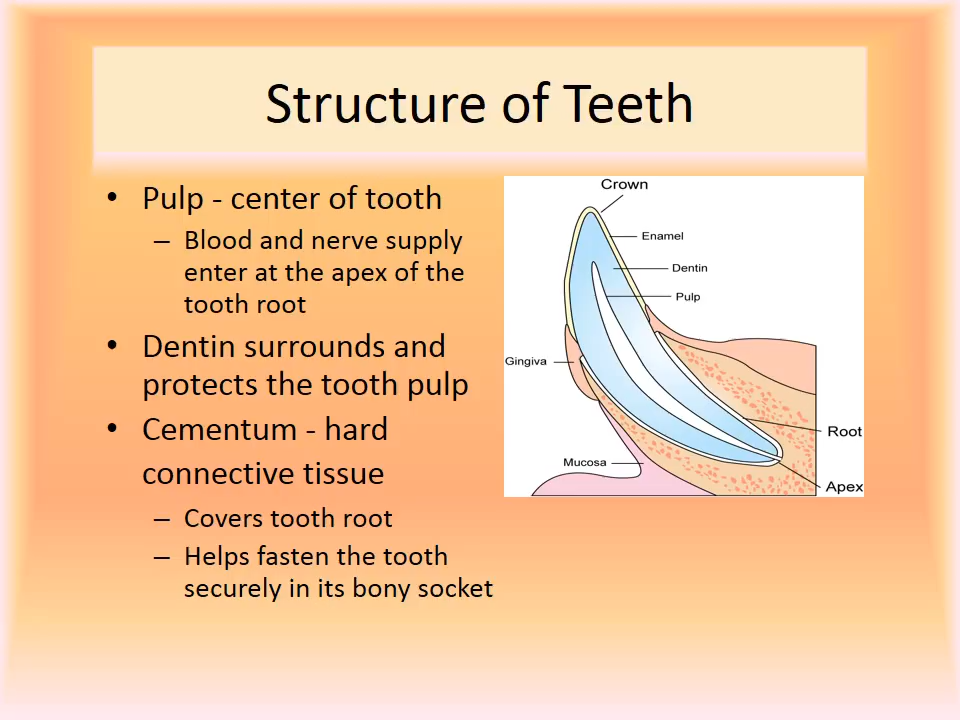 Structure of Teeth
• Pulp - center of tooth
– Blood and nerve supply
enter at the apex of the
tooth root
• Dentin surrounds and
protects the tooth pulp
• Cementum - hard
connective tissue
– Covers tooth root
– Helps fasten the tooth
securely in its bony socket
Crown
Enamel
Dentin
Pulp
Gingiva
Root
Mucosa
Apex